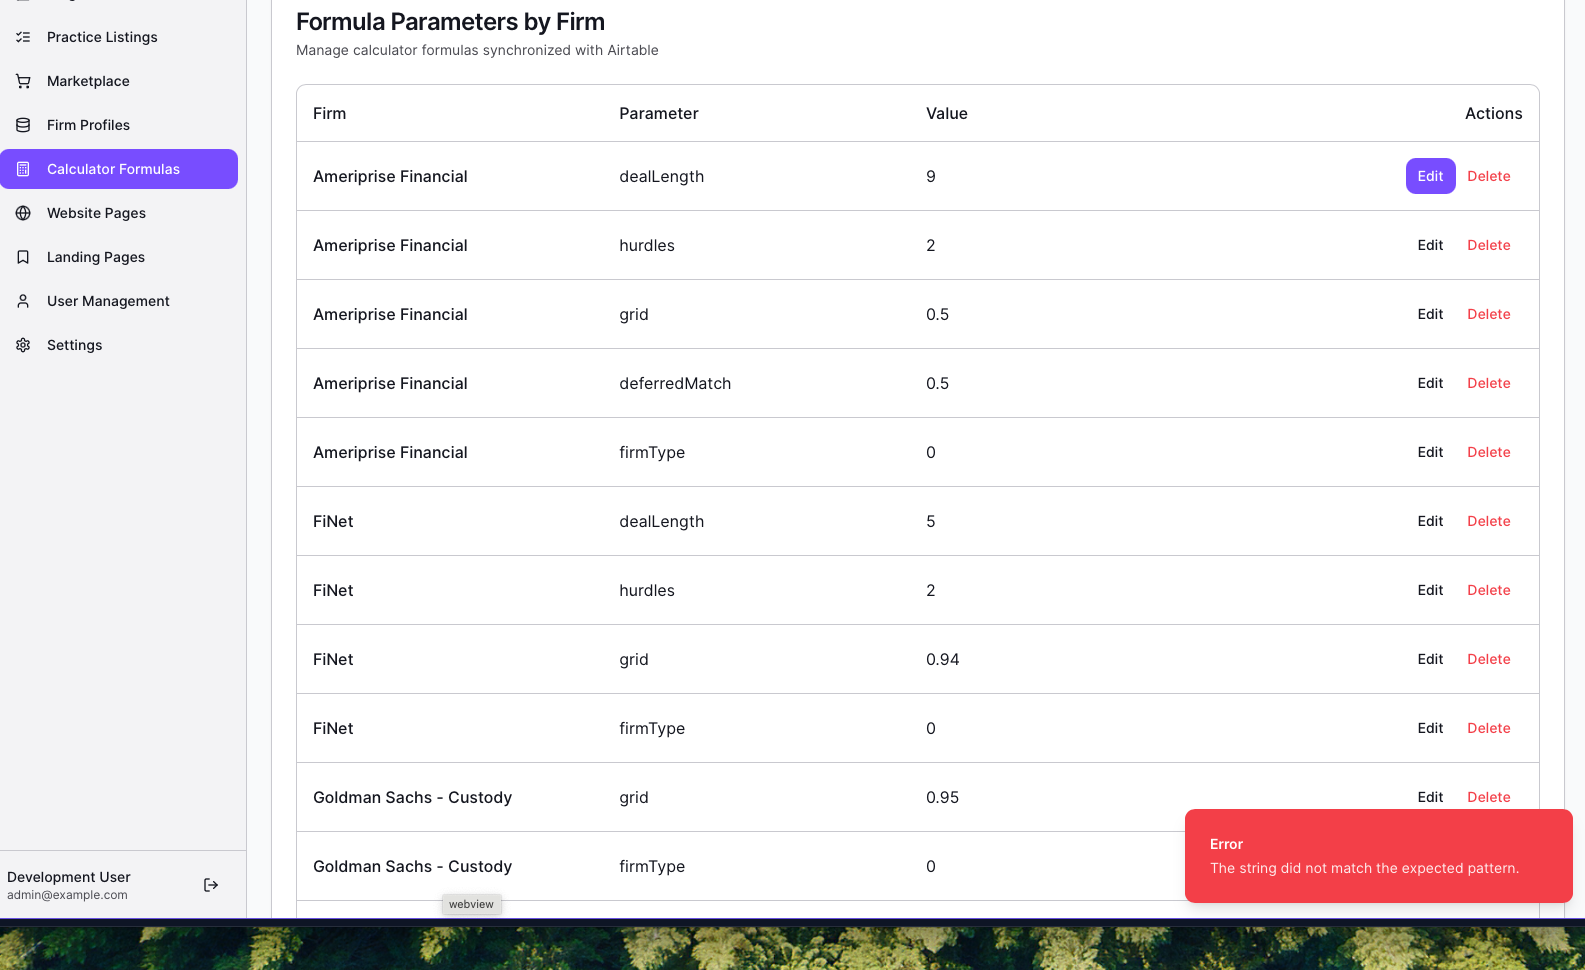 Formula Parameters by Firm
Manage calculator formulas synchronized with Airtable
Practice Listings
Marketplace
Firm Profiles
Calculator Formulas
Website Pages
Landing Pages
User Management
Settings
Firm Parameter Value Actions
Ameriprise Financial dealLength 9 Edit Delete
Ameriprise Financial hurdles 2 Edit Delete
Ameriprise Financial grid 0.5 Edit Delete
Ameriprise Financial deferredMatch 0.5 Edit Delete
Ameriprise Financial firmType 0 Edit Delete
FiNet dealLength 5 Edit Delete
FiNet hurdles 2 Edit Delete
FiNet grid 0.94 Edit Delete
FiNet firmType 0 Edit Delete
Goldman Sachs - Custody grid 0.95 Edit Delete
Goldman Sachs - Custody firmType 0
Error
The string did not match the expected pattern.
Development User
admin@example.com
webview